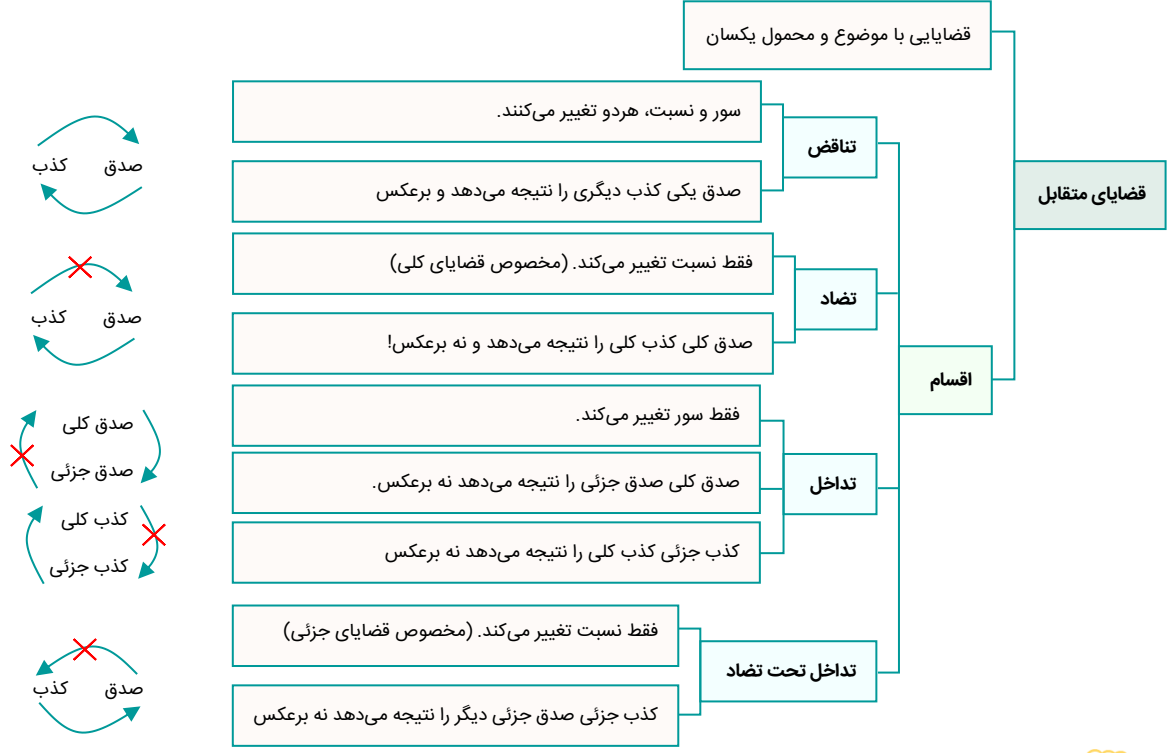 قضایایی با موضوع و محمول یکسان
قضایای متقابل
اقسام
تناقض
سور و نسبت، هردو تغییر می‌کنند.
صدق یکی کذب دیگری را نتیجه می‌دهد و برعکس
صدق کذب
تضاد
فقط نسبت تغییر می‌کند. (مخصوص قضایای کلی)
صدق کلی کذب کلی را نتیجه می‌دهد و نه برعکس!
صدق کذب
تداخل
فقط سور تغییر می‌کند.
صدق کلی صدق جزئی را نتیجه می‌دهد نه برعکس.
کذب جزئی کذب کلی را نتیجه می‌دهد نه برعکس
صدق کلی
صدق جزئی
کذب کلی
کذب جزئی
تداخل تحت تضاد
فقط نسبت تغییر می‌کند. (مخصوص قضایای جزئی)
کذب جزئی صدق جزئی دیگر را نتیجه می‌دهد نه برعکس
صدق کذب